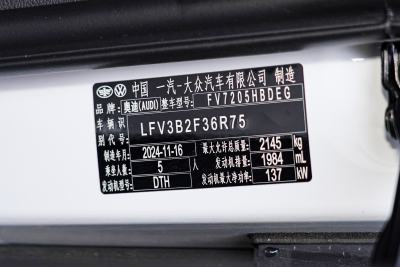 中国 一汽-大众汽车有限公司 制造
品牌: 奥迪(AUDI) 整车型号: FV7205HBDEG
车辆识别代号: LFV3B2F36R75
制造年月 2024-11-16 最大允许总质量: 2145 kg
乘坐人数 5 发动机排量: 1984 mL
发动机型号 DTH 发动机最大净功率: 137 kW